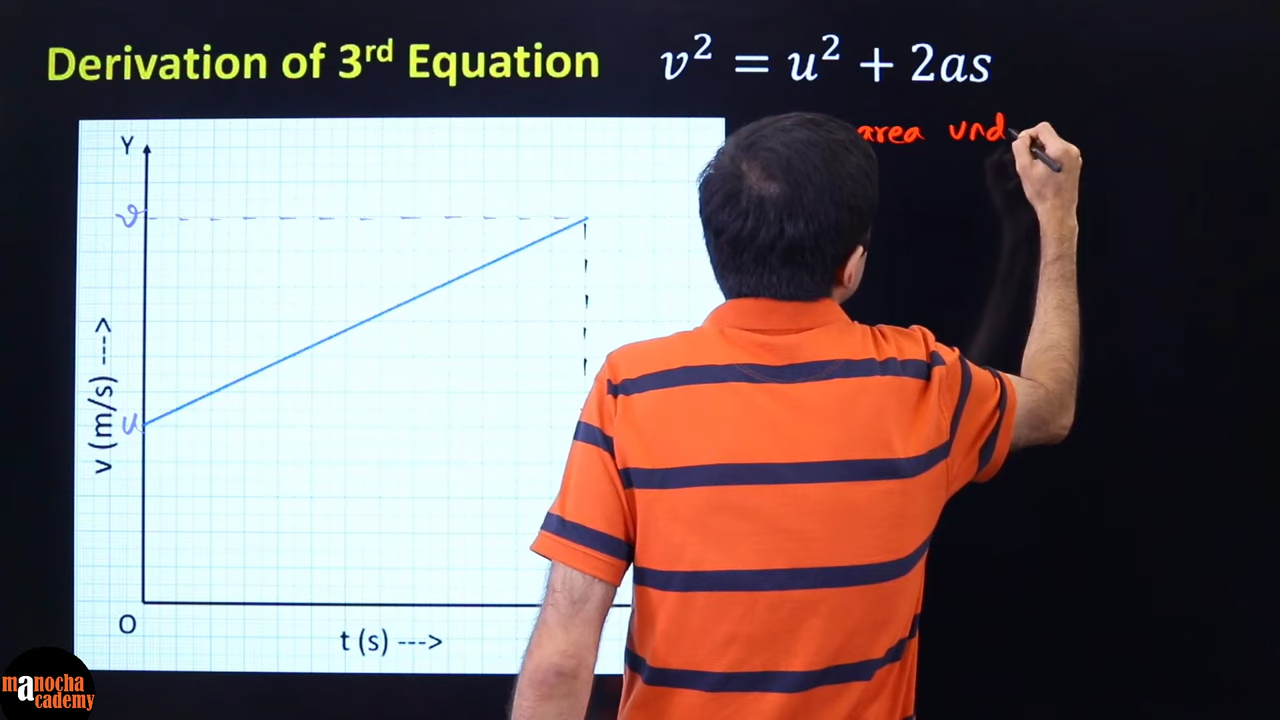 Derivation of 3rd Equation v² = u² + 2as
area und
Y
v
u
v (m/s) --->
O
t (s) --->
manocha
academy